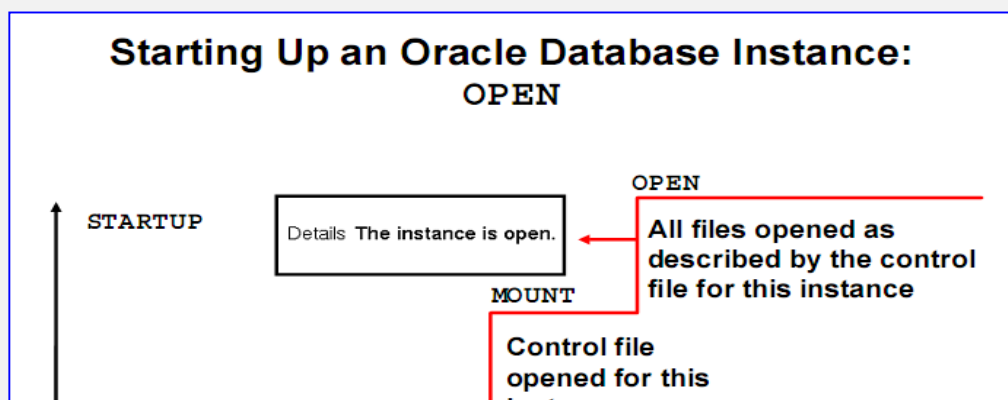 Starting Up an Oracle Database Instance:
OPEN
OPEN
STARTUP
Details The instance is open.
All files opened as
described by the control
file for this instance
MOUNT
Control file
opened for this